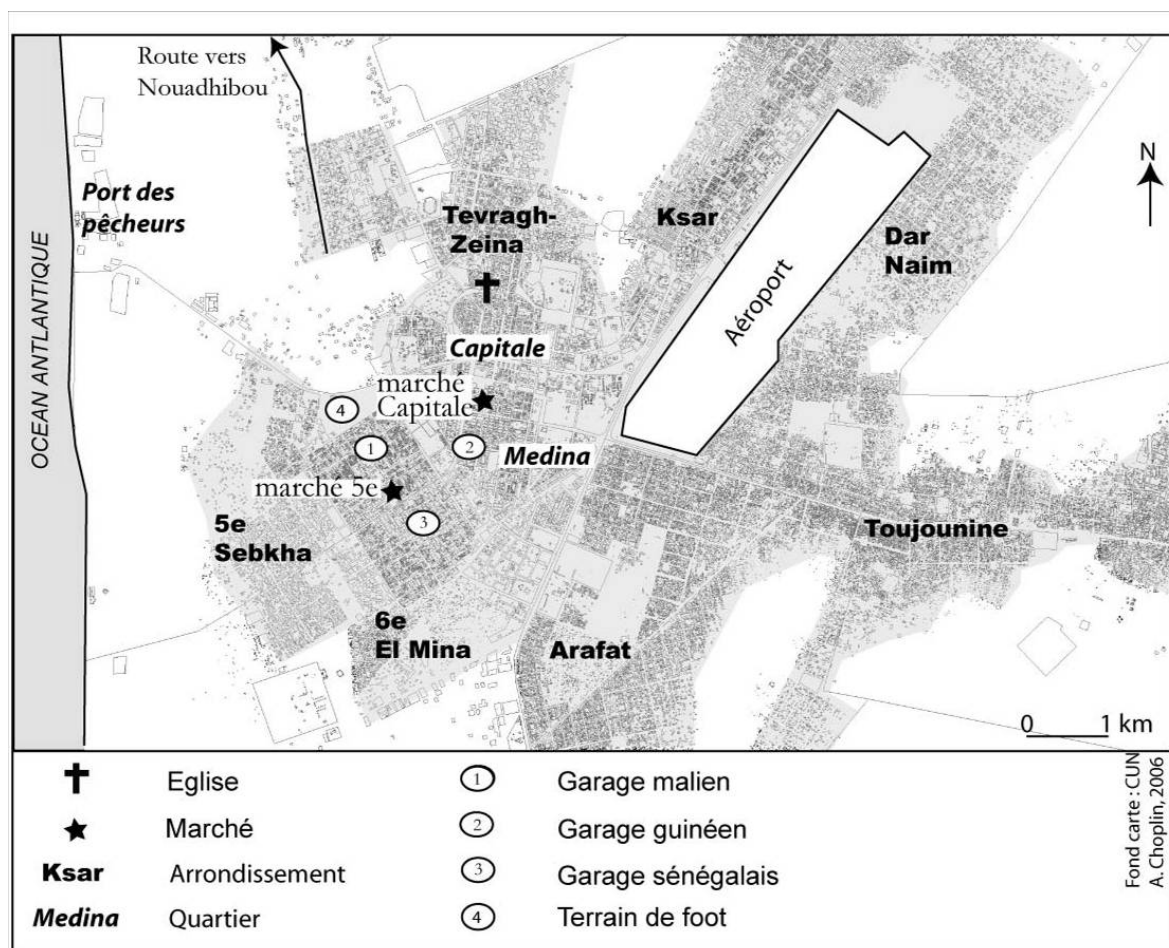 Route vers
Nouadhibou
N
Port des
pêcheurs
Tevragh-
Zeina
Ksar
Dar
Naim
Aéroport
OCEAN ANTLANTIQUE
Capitale
marché
Capitale
4
1
2
Medina
marché 5e
3
5e
Sebkha
Toujounine
6e
El Mina
Arafat
0 1 km
Eglise
1 Garage malien
Marché
2 Garage guinéen
Ksar Arrondissement
3 Garage sénégalais
Medina Quartier
4 Terrain de foot
Fond carte : CUN
A. Choplin, 2006